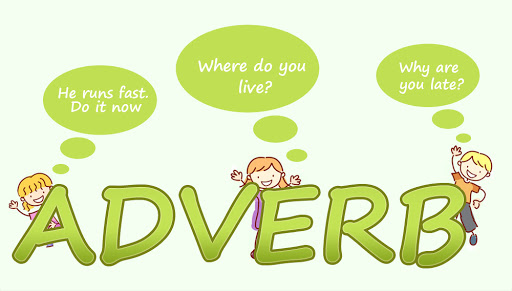 He runs fast.
Do it now
Where do you
live?
Why are
you late?
ADVERB